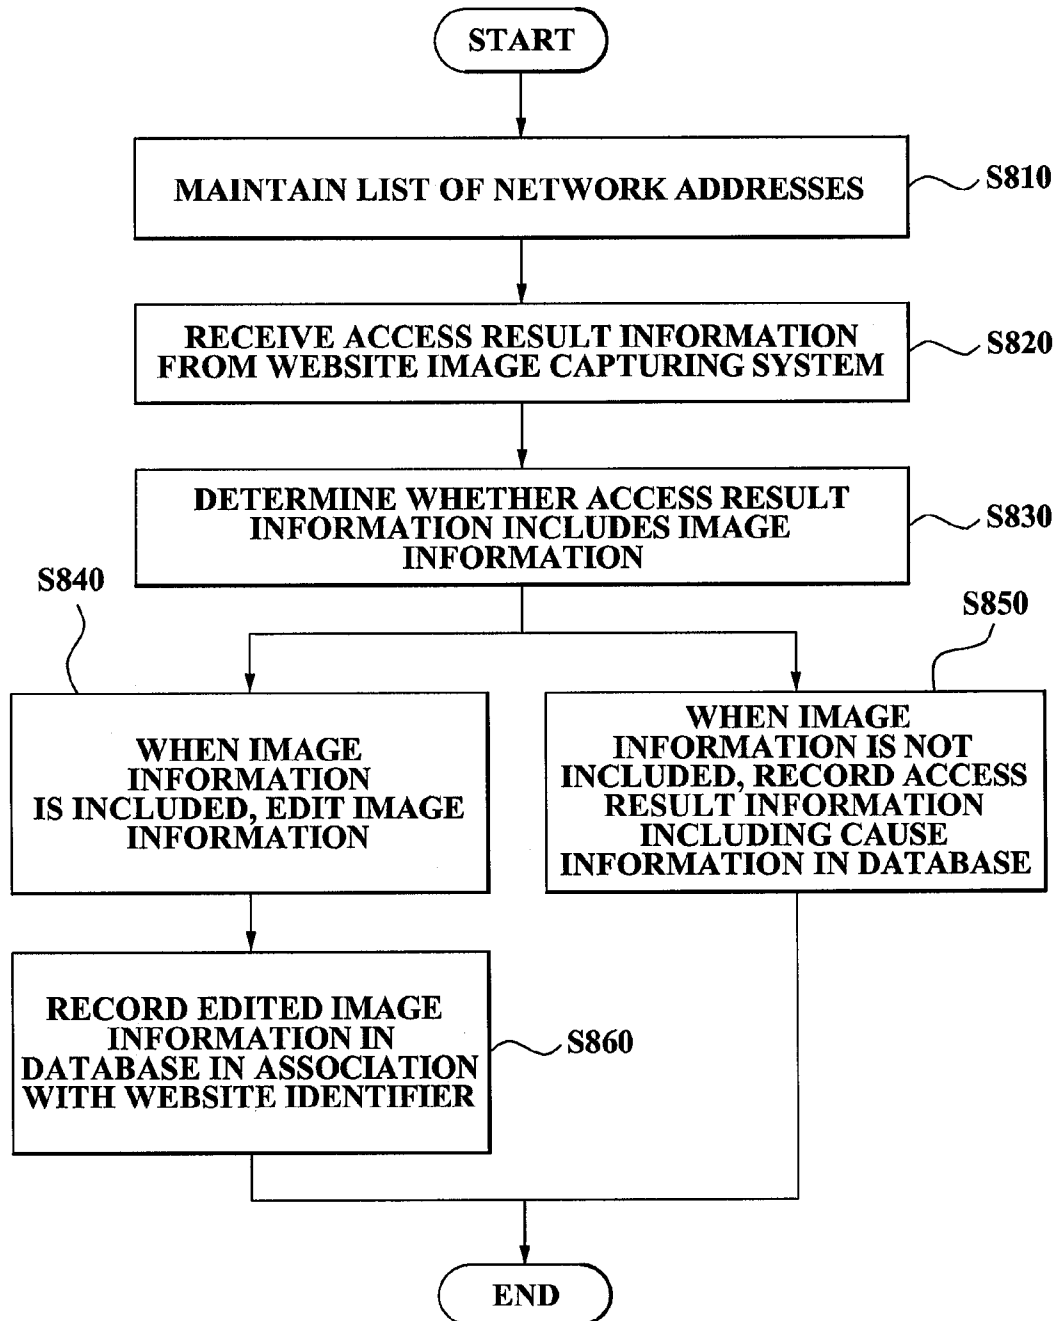 START
MAINTAIN LIST OF NETWORK ADDRESSES
S810
RECEIVE ACCESS RESULT INFORMATION
FROM WEBSITE IMAGE CAPTURING SYSTEM
S820
DETERMINE WHETHER ACCESS RESULT
INFORMATION INCLUDES IMAGE
INFORMATION
S830
S840
WHEN IMAGE
INFORMATION
IS INCLUDED, EDIT IMAGE
INFORMATION
S850
WHEN IMAGE
INFORMATION IS NOT
INCLUDED, RECORD ACCESS
RESULT INFORMATION
INCLUDING CAUSE
INFORMATION IN DATABASE
RECORD EDITED IMAGE
INFORMATION IN
DATABASE IN ASSOCIATION
WITH WEBSITE IDENTIFIER
S860
END